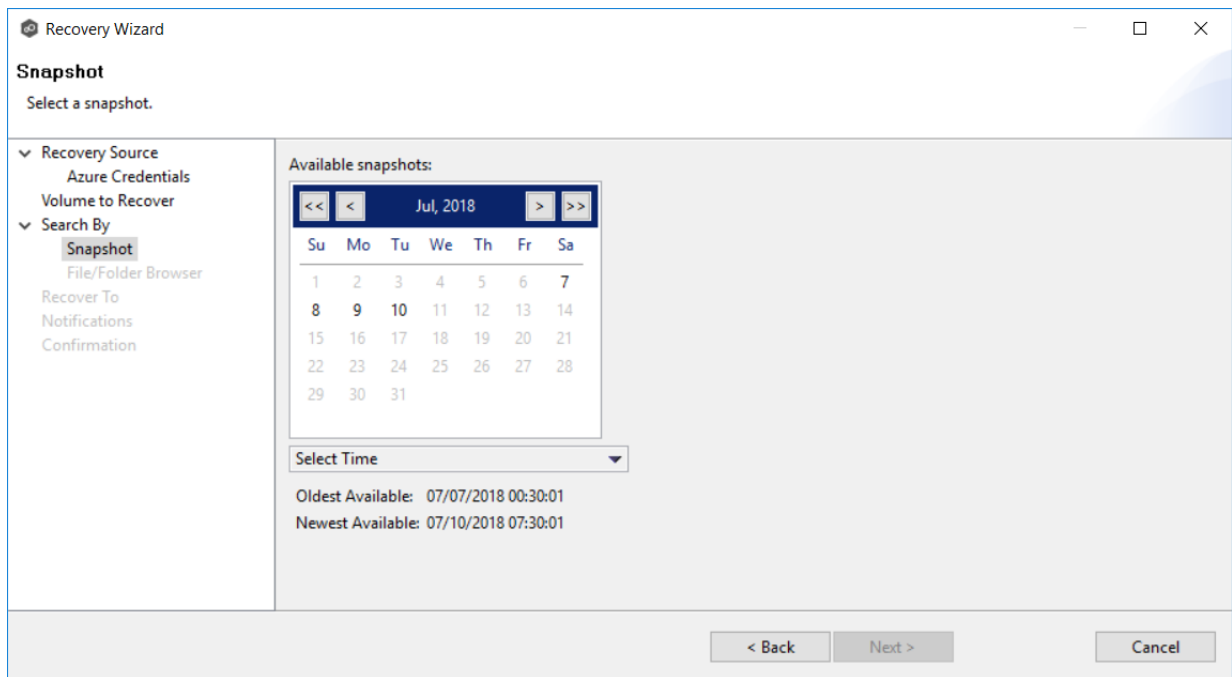 Recovery Wizard
Snapshot
Select a snapshot.
Recovery Source
Azure Credentials
Volume to Recover
Search By
Snapshot
File/Folder Browser
Recover To
Notifications
Confirmation
Available snapshots:
<< < Jul, 2018 > >>
Su Mo Tu We Th Fr Sa
1 2 3 4 5 6 7
8 9 10 11 12 13 14
15 16 17 18 19 20 21
22 23 24 25 26 27 28
29 30 31
Select Time
Oldest Available: 07/07/2018 00:30:01
Newest Available: 07/10/2018 07:30:01
< Back Next > Cancel